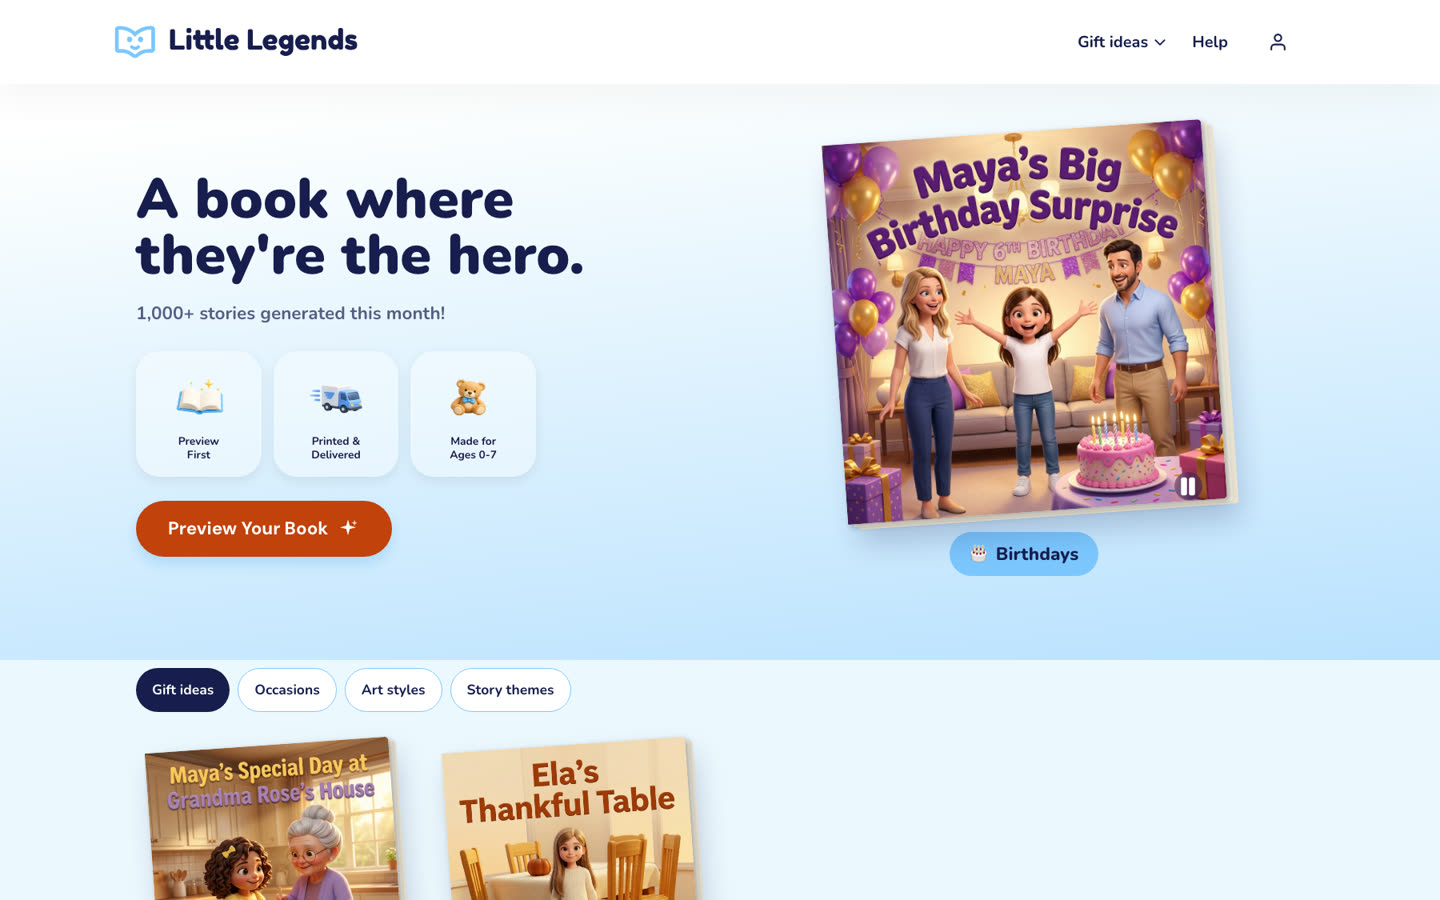 Little Legends
Gift ideas
Help
A book where
they're the hero.
1,000+ stories generated this month!
Preview
First
Printed &
Delivered
Made for
Ages 0-7
Preview Your Book
Maya's Big
Birthday Surprise
HAPPY 6TH BIRTHDAY
MAYA
Birthdays
Gift ideas
Occasions
Art styles
Story themes
Maya's Special Day at
Grandma Rose's House
Ela's
Thankful Table